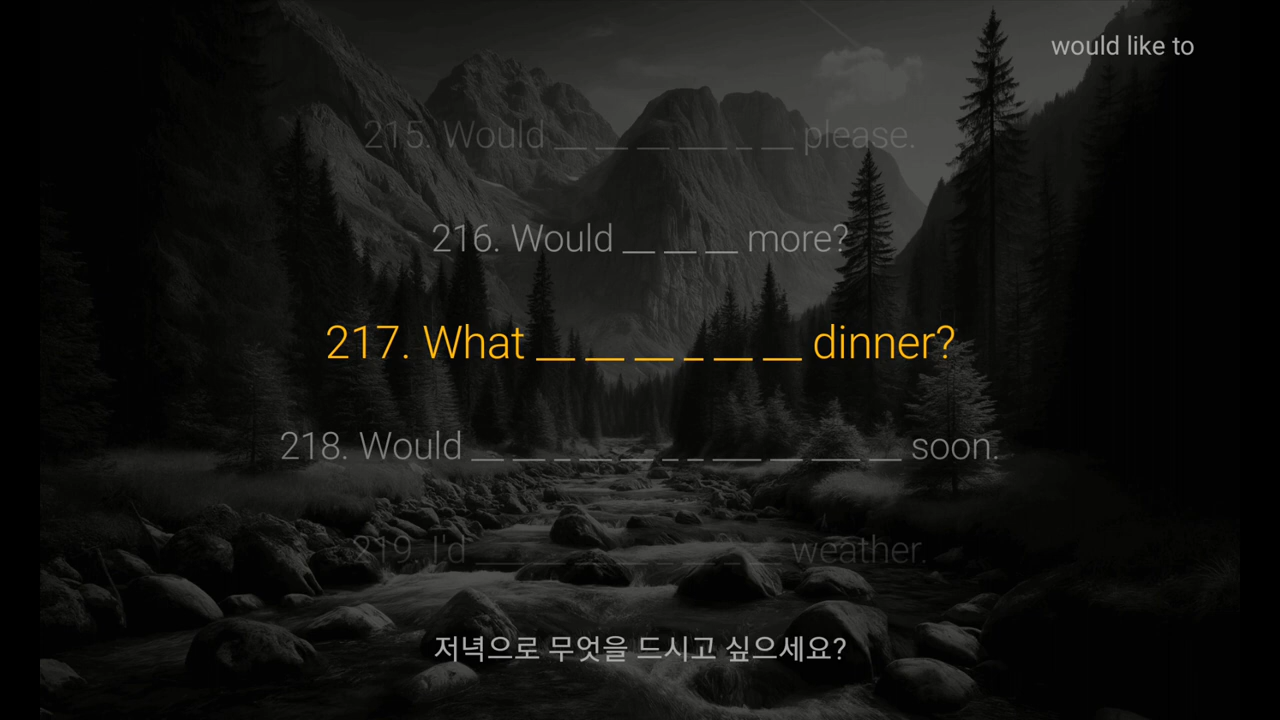 would like to
215. Would __ __ __ ___ _ __ please.
216. Would __ __ __ more?
217. What __ __ __ _ __ __ dinner?
218. Would __ __ _ __ __ _ _ ___ __ ___ __ soon.
219. I'd weather.
저녁으로 무엇을 드시고 싶으세요?